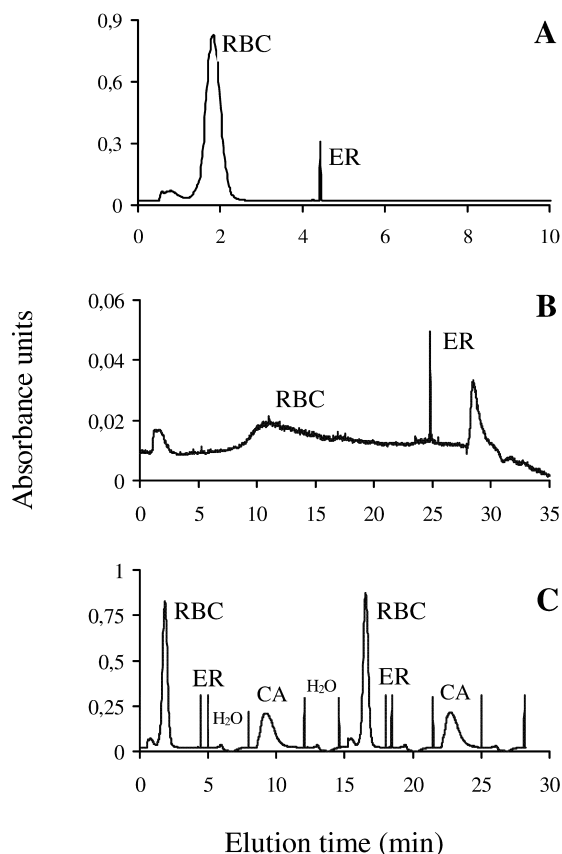 Absorbance units
A
0,9
0,6
0,3
0
RBC
ER
0 2 4 6 8 10
B
0,06
0,04
0,02
0
RBC
ER
0 5 10 15 20 25 30 35
C
1
0,75
0,5
0,25
0
RBC
ER
H₂O
CA
H₂O
RBC
ER
CA
0 5 10 15 20 25 30
Elution time (min)